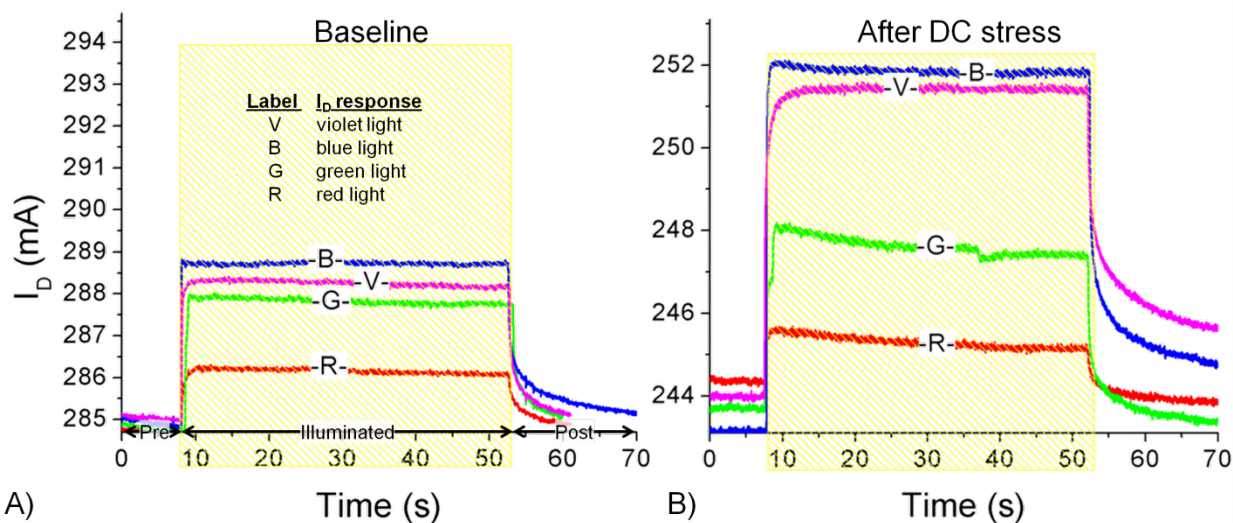 Baseline
After DC stress
294
293
292
291
290
289
288
287
286
285
I_D (mA)
Label I_D response
V violet light
B blue light
G green light
R red light
-B-
-V-
-G-
-R-
Pre Illuminated Post
0 10 20 30 40 50 60 70
Time (s)
A)
252
250
248
246
244
-B-
-V-
-G-
-R-
0 10 20 30 40 50 60 70
Time (s)
B)